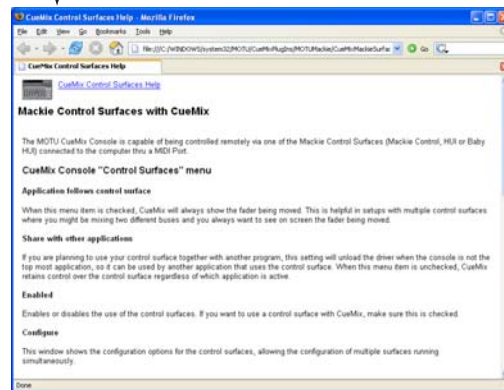 CueMix Control Surfaces Help - Mozilla Firefox
File Edit View Go Bookmarks Tools Help
file:///C:/WINDOWS/system32/MOTU/CueMixPlugIns/MOTUMackie/CueMixMackieSurfac
Go
CueMix Control Surfaces Help
CueMix Control Surfaces Help
Mackie Control Surfaces with CueMix
The MOTU CueMix Console is capable of being controlled remotely via one of the Mackie Control Surfaces (Mackie Control, HUI or Baby
HUI) connected to the computer thru a MIDI Port.
CueMix Console "Control Surfaces" menu
Application follows control surface
When this menu item is checked, CueMix will always show the fader being moved. This is helpful in setups with multiple control surfaces
where you might be mixing two different buses and you always want to see on screen the fader being moved.
Share with other applications
If you are planning to use your control surface together with another program, this setting will unload the driver when the console is not the
top most application, so it can be used by another application that uses the control surface. When this menu item is unchecked, CueMix
retains control over the control surface regardless of which application is active.
Enabled
Enables or disables the use of the control surfaces. If you want to use a control surface with CueMix, make sure this is checked.
Configure
This window shows the configuration options for the control surfaces, allowing the configuration of multiple surfaces running
simultaneously.
Done